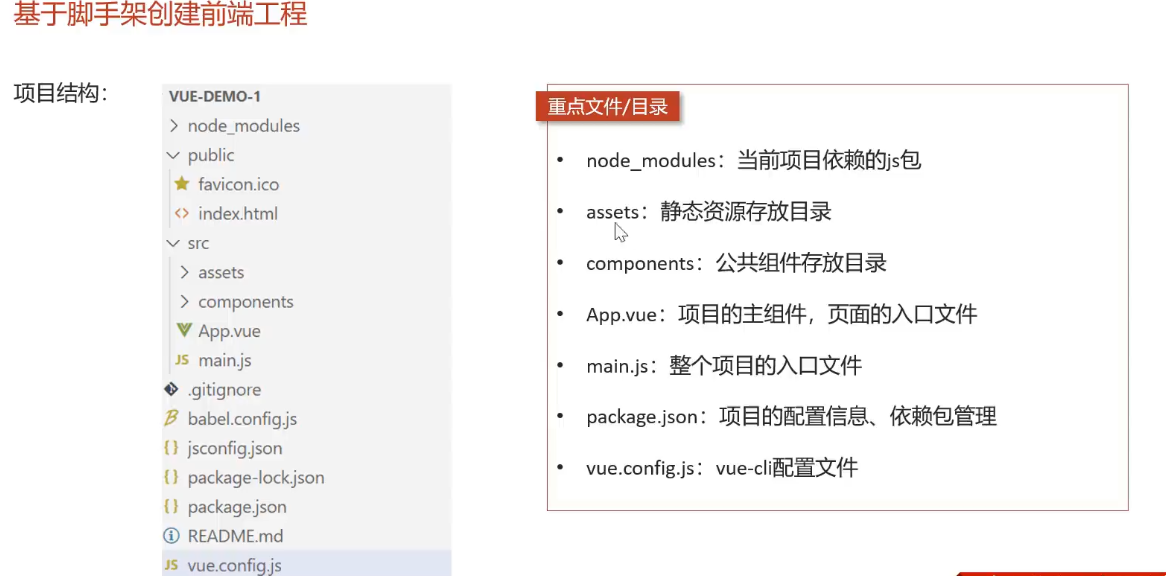 基于脚手架创建前端工程
项目结构：
VUE-DEMO-1
node_modules
public
favicon.ico
index.html
src
assets
components
App.vue
JS main.js
.gitignore
babel.config.js
jsconfig.json
package-lock.json
package.json
README.md
JS vue.config.js
重点文件/目录
• node_modules：当前项目依赖的js包
• assets：静态资源存放目录
• components：公共组件存放目录
• App.vue：项目的主组件，页面的入口文件
• main.js：整个项目的入口文件
• package.json：项目的配置信息、依赖包管理
• vue.config.js：vue-cli配置文件